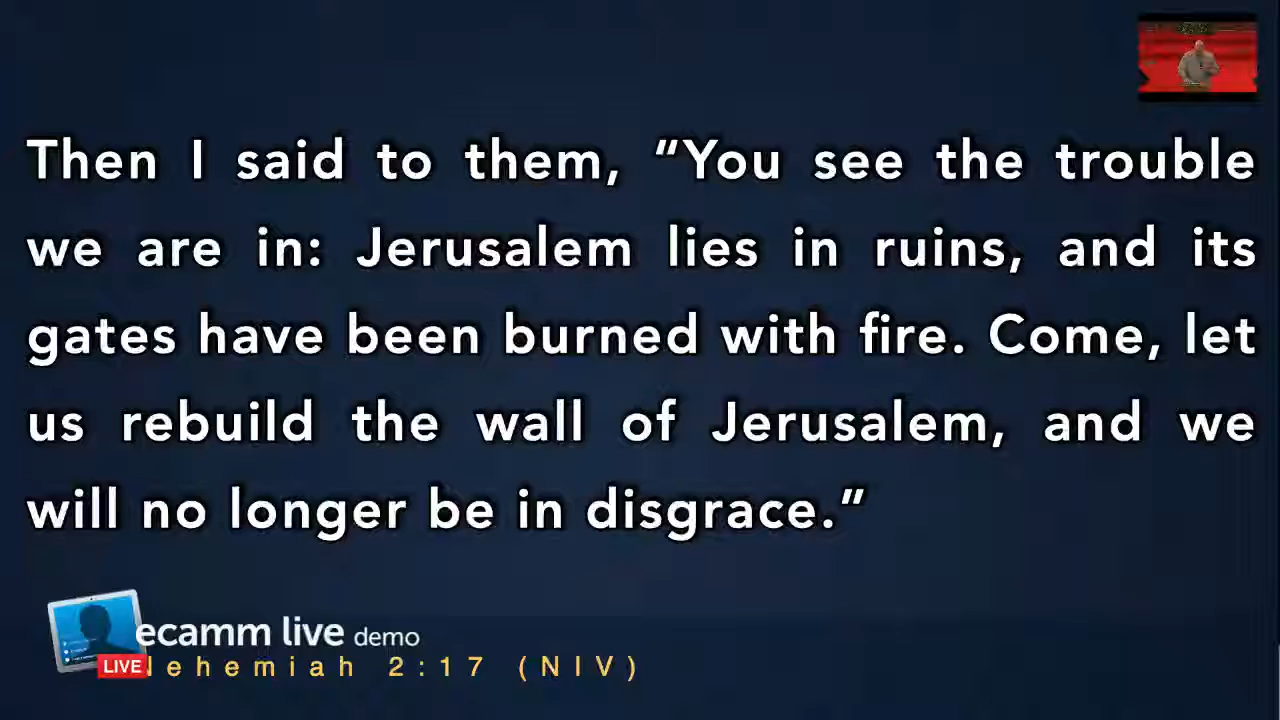 Then I said to them, “You see the trouble
we are in: Jerusalem lies in ruins, and its
gates have been burned with fire. Come, let
us rebuild the wall of Jerusalem, and we
will no longer be in disgrace.”
ecamm live demo
LIVE
ehemiah 2:17 (NIV)